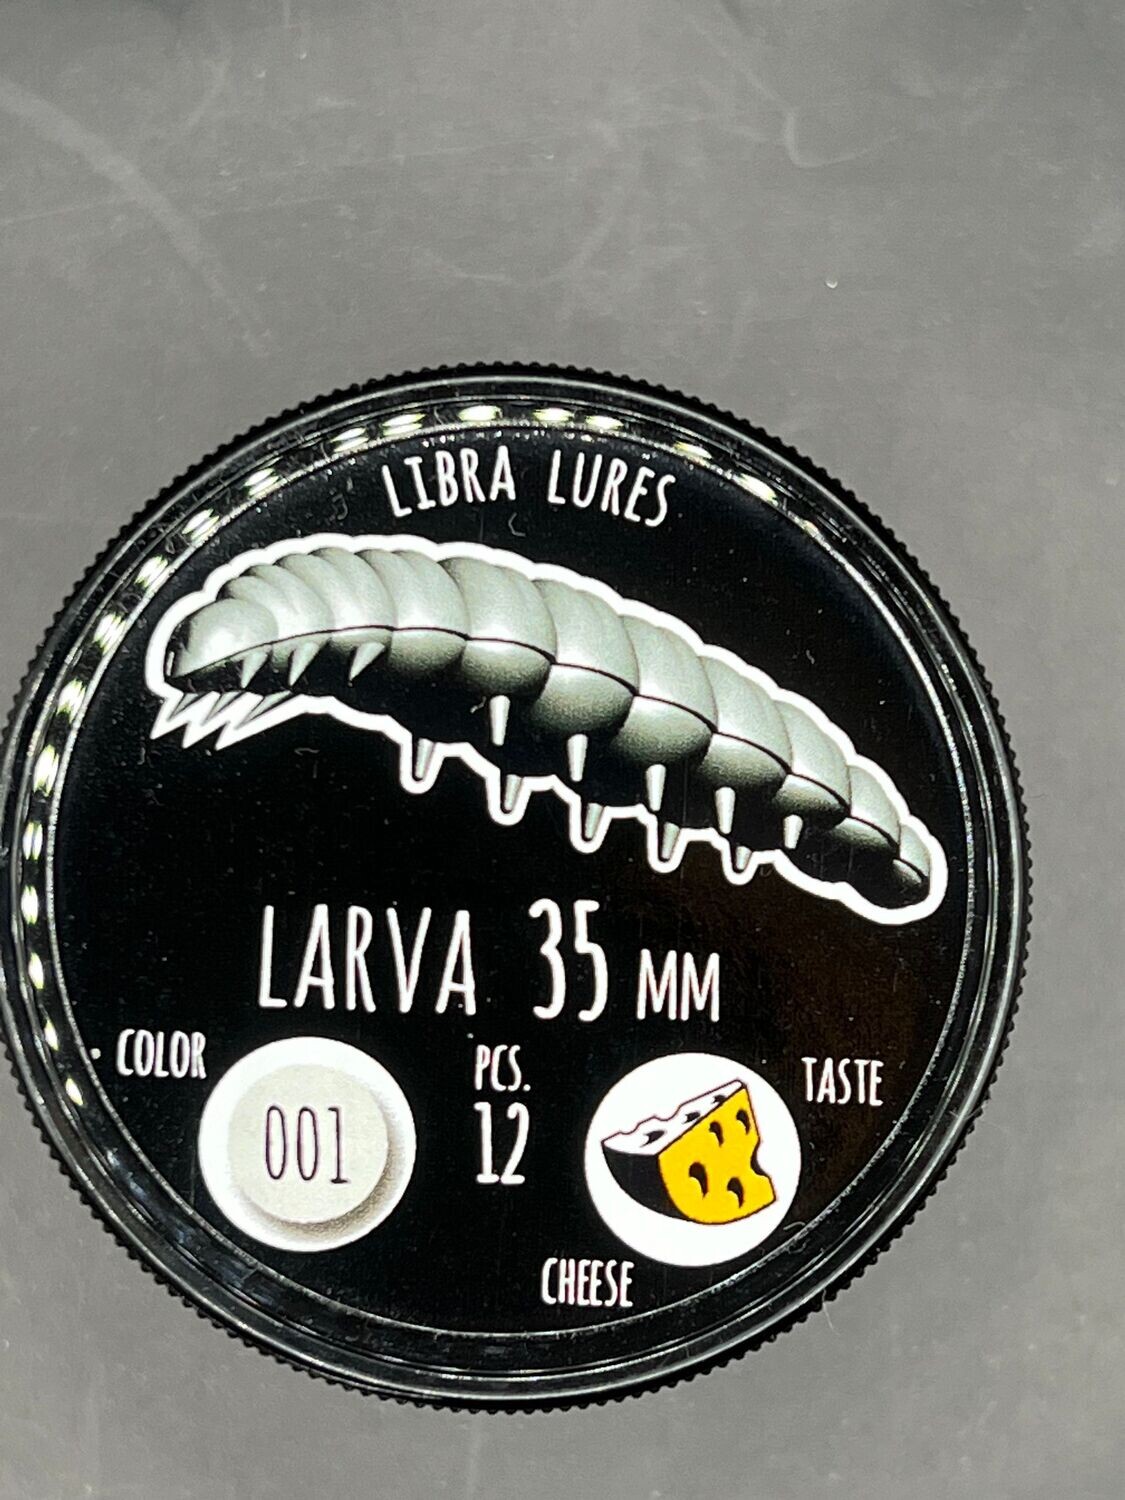 LIBRA LURES
LARVA 35 MM
COLOR
001
PCS.
12
TASTE
CHEESE